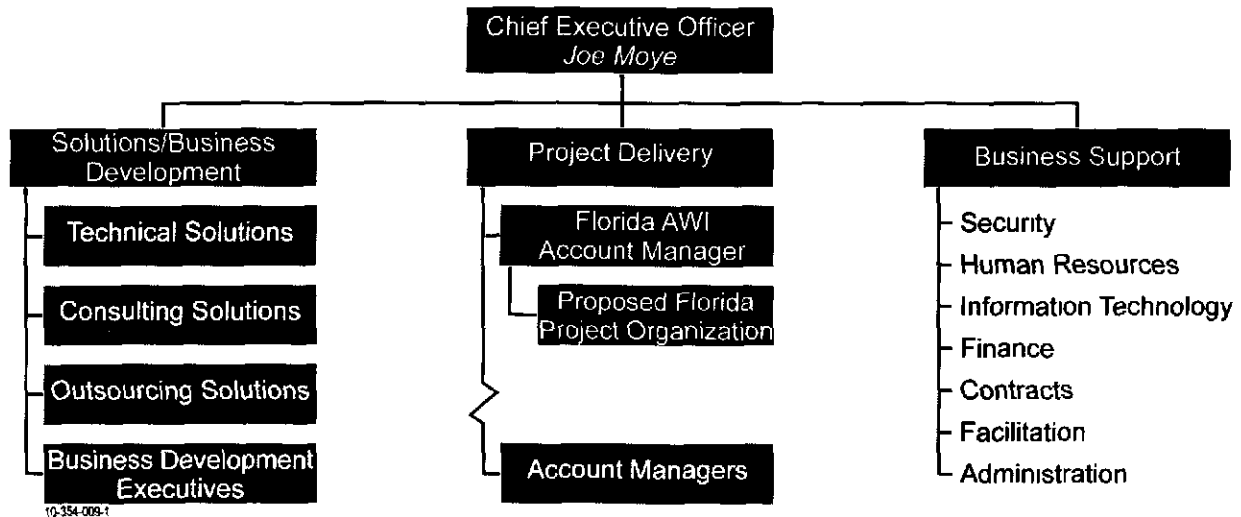 Chief Executive Officer
Joe Moye
Solutions/Business
Development
Technical Solutions
Consulting Solutions
Outsourcing Solutions
Business Development
Executives
Project Delivery
Florida AWI
Account Manager
Proposed Florida
Project Organization
Account Managers
Business Support
Security
Human Resources
Information Technology
Finance
Contracts
Facilitation
Administration
10-354-009-1